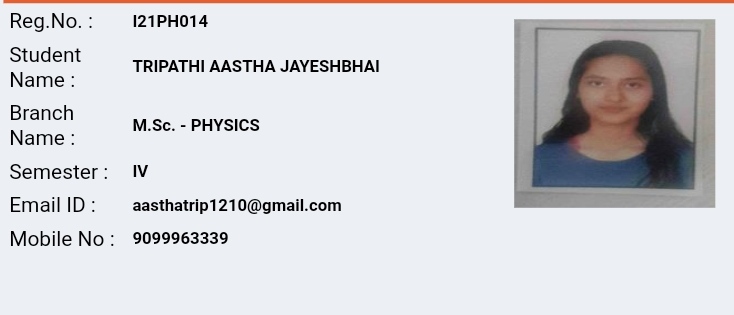 Reg.No. : I21PH014
Student
Name : TRIPATHI AASTHA JAYESHBHAI
Branch
Name : M.Sc. - PHYSICS
Semester : IV
Email ID : aasthatrip1210@gmail.com
Mobile No : 9099963339